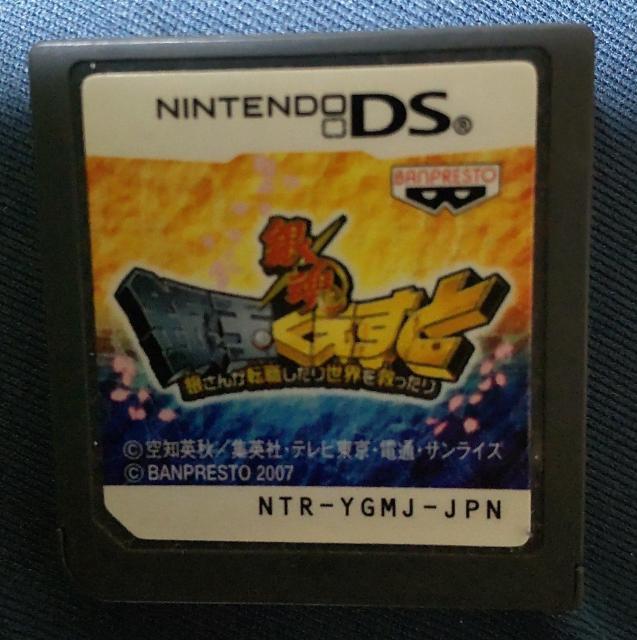 NINTENDO DS®
BANPRESTO
銀魂
銀玉くえすと
銀さんが転職したり世界を救ったり
©空知英秋／集英社・テレビ東京・電通・サンライズ
© BANPRESTO 2007
NTR-YGMJ-JPN